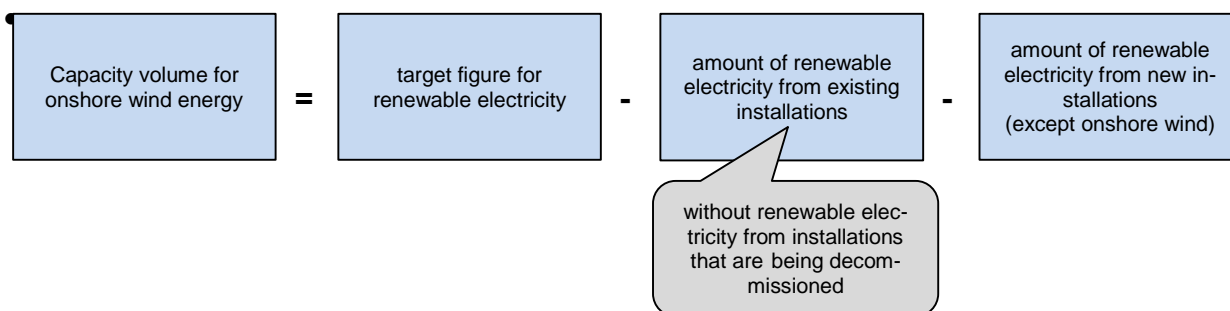 •
Capacity volume for
onshore wind energy
=
target figure for
renewable electricity
-
amount of renewable
electricity from existing
installations
-
amount of renewable
electricity from new in-
stallations
(except onshore wind)
without renewable elec-
tricity from installations
that are being decom-
missioned